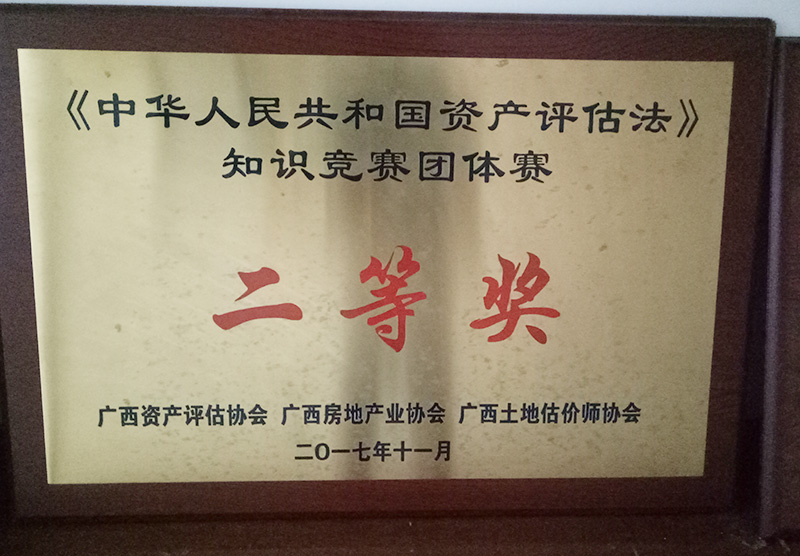 《中华人民共和国资产评估法》
知识竞赛团体赛
二等奖
广西资产评估协会 广西房地产业协会 广西土地估价师协会
二〇一七年十一月